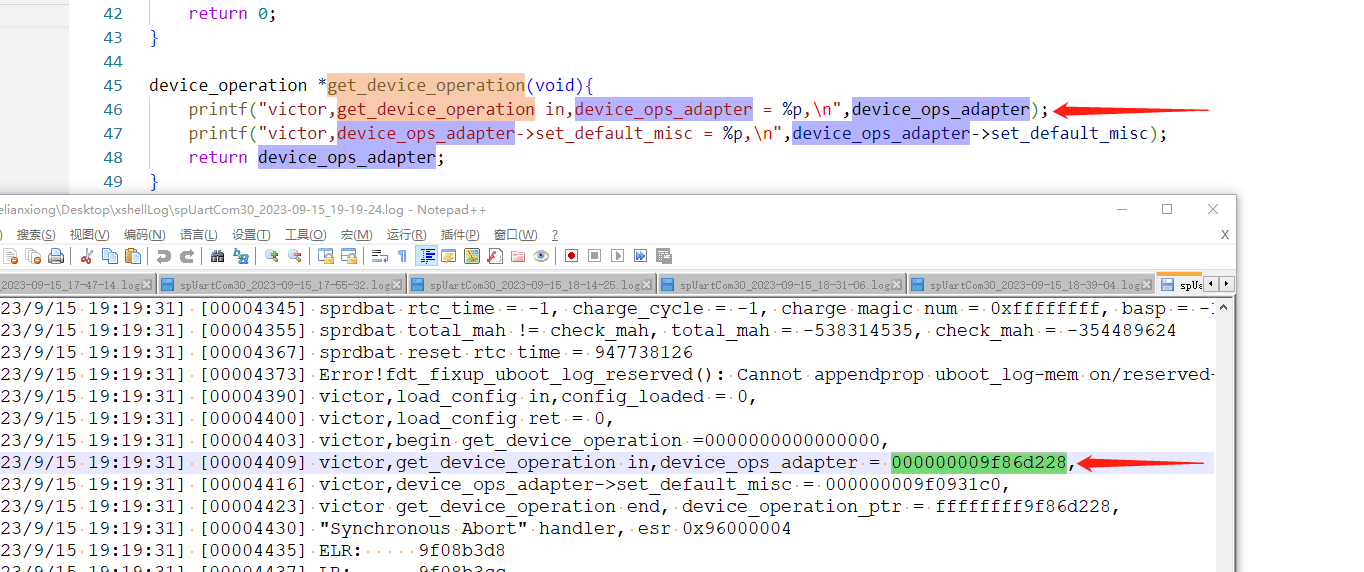 42 return 0;
43 }
44
45 device_operation *get_device_operation(void){
46 printf("victor,get_device_operation in,device_ops_adapter = %p,\n",device_ops_adapter);
47 printf("victor,device_ops_adapter->set_default_misc = %p,\n",device_ops_adapter->set_default_misc);
48 return device_ops_adapter;
49 }
elianxiong\Desktop\xshellLog\spUartCom30_2023-09-15_19-19-24.log - Notepad++
) 搜索(S) 视图(V) 编码(N) 语言(L) 设置(T) 工具(O) 宏(M) 运行(R) 插件(P) 窗口(W) ? X
_2023-09-15_17-47-14.log spUartCom30_2023-09-15_17-55-32.log spUartCom30_2023-09-15_18-14-25.log spUartCom30_2023-09-15_18-31-06.log spUartCom30_2023-09-15_18-39-04.log spUs
23/9/15 19:19:31] [00004345] sprdbat rtc_time = -1, charge_cycle = -1, charge magic num = 0xffffffff, basp = -1
23/9/15 19:19:31] [00004355] sprdbat total_mah != check_mah, total_mah = -538314535, check_mah = -354489624
23/9/15 19:19:31] [00004367] sprdbat reset rtc time = 947738126
23/9/15 19:19:31] [00004373] Error!fdt_fixup_uboot_log_reserved(): Cannot appendprop uboot_log-mem on/reserved-
23/9/15 19:19:31] [00004390] victor,load_config in,config_loaded = 0,
23/9/15 19:19:31] [00004400] victor,load_config ret = 0,
23/9/15 19:19:31] [00004403] victor,begin get_device_operation =0000000000000000,
23/9/15 19:19:31] [00004409] victor,get_device_operation in,device_ops_adapter = 000000009f86d228,
23/9/15 19:19:31] [00004416] victor,device_ops_adapter->set_default_misc = 000000009f0931c0,
23/9/15 19:19:31] [00004423] victor get_device_operation end, device_operation_ptr = ffffffff9f86d228,
23/9/15 19:19:31] [00004430] "Synchronous Abort" handler, esr 0x96000004
23/9/15 19:19:31] [00004435] ELR: 9f08b3d8